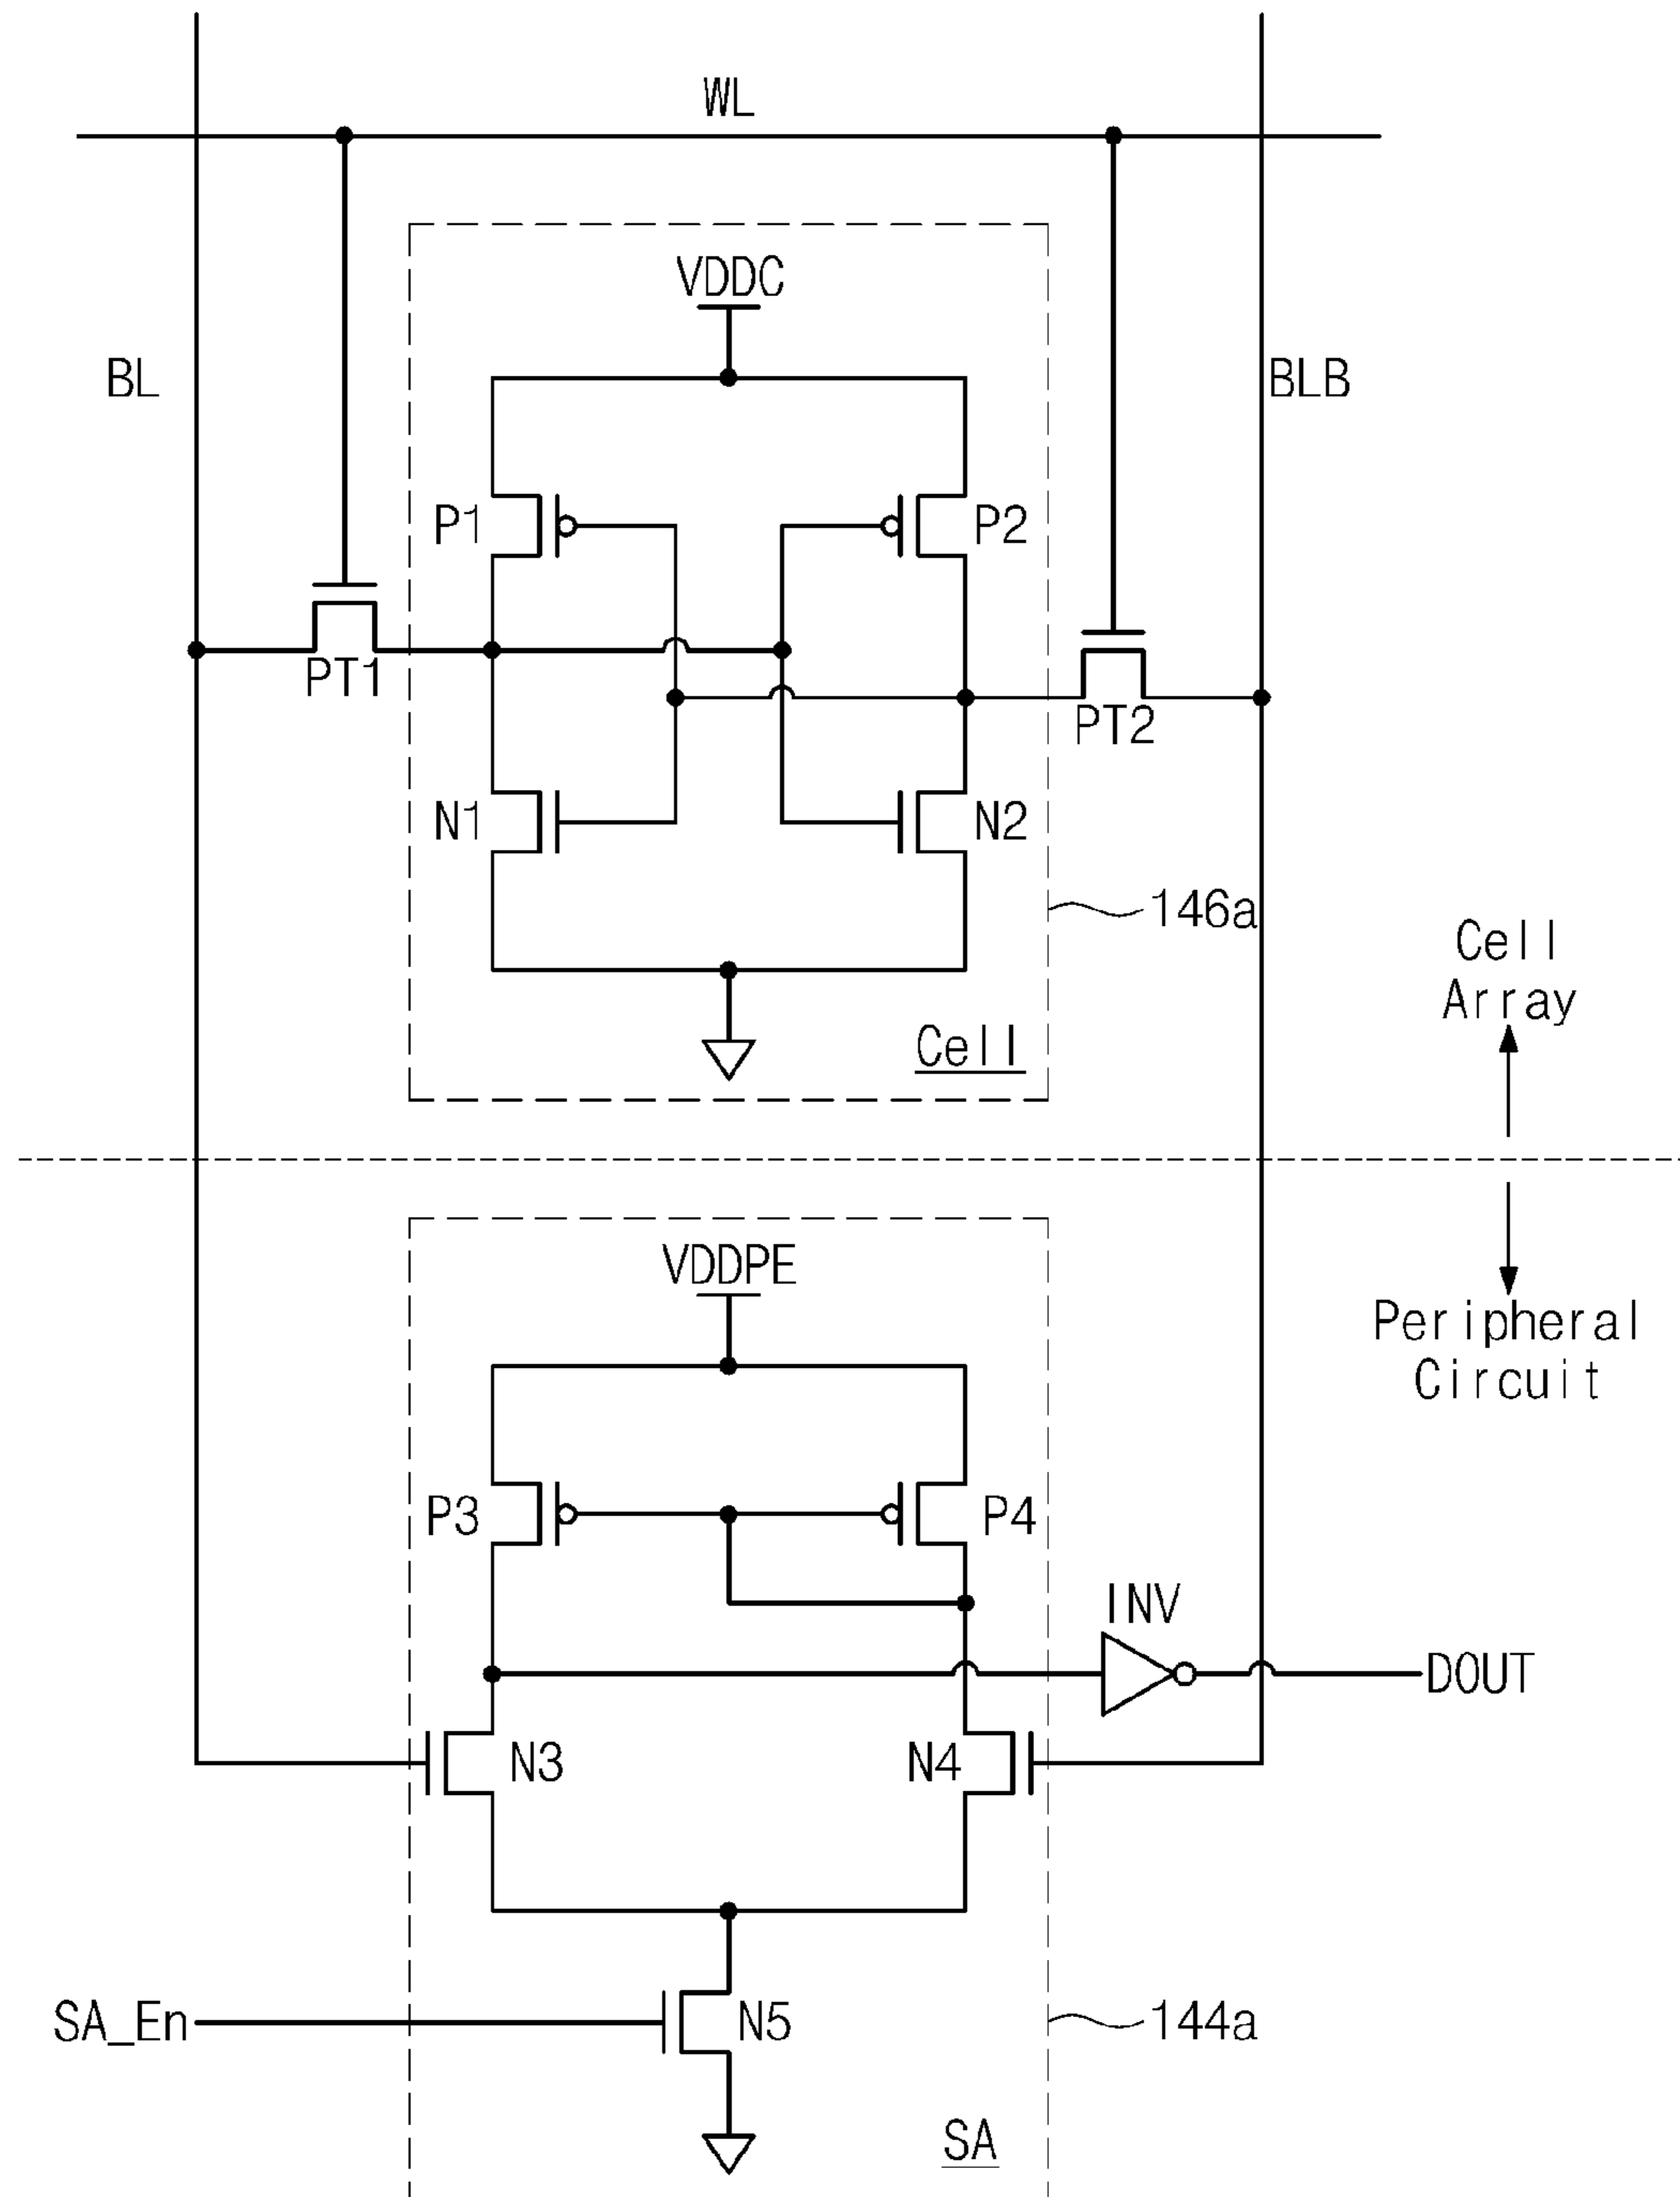 WL
VDDC
BL
BLB
P1
P2
PT1
PT2
N1
N2
146a
Cell
Array
Cell
VDDPE
Peripheral
Circuit
P3
P4
INV
DOUT
N3
N4
SA_En
N5
144a
SA